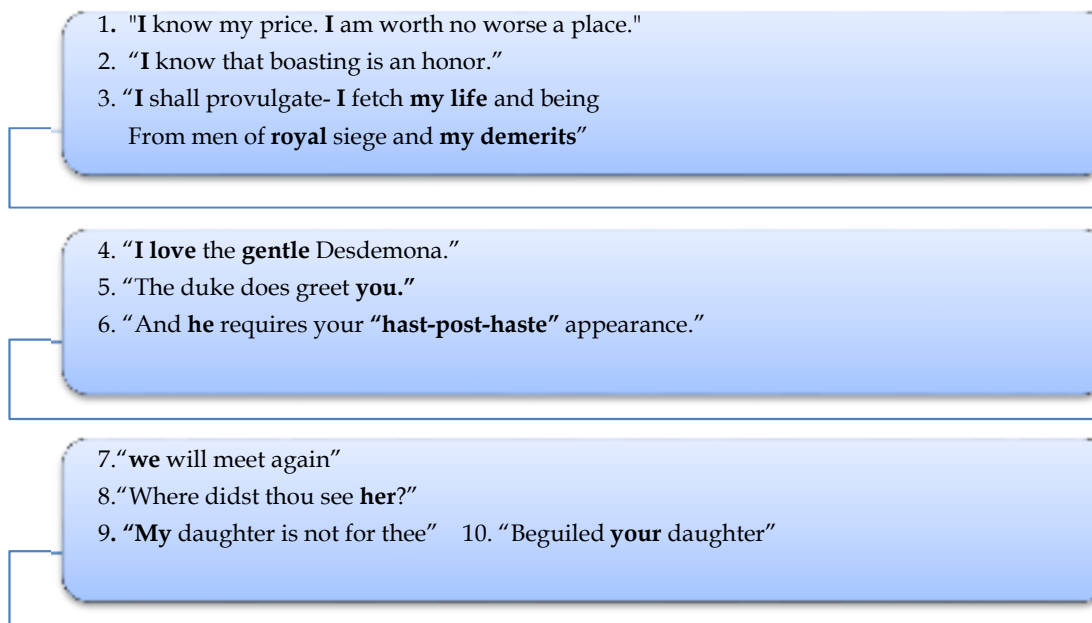 1. "I know my price. I am worth no worse a place."
2. “I know that boasting is an honor.”
3. “I shall provulgate- I fetch my life and being
From men of royal siege and my demerits”
4. “I love the gentle Desdemona.”
5. “The duke does greet you.”
6. “And he requires your “hast-post-haste” appearance.”
7.“we will meet again”
8.“Where didst thou see her?”
9. “My daughter is not for thee” 10. “Beguiled your daughter”